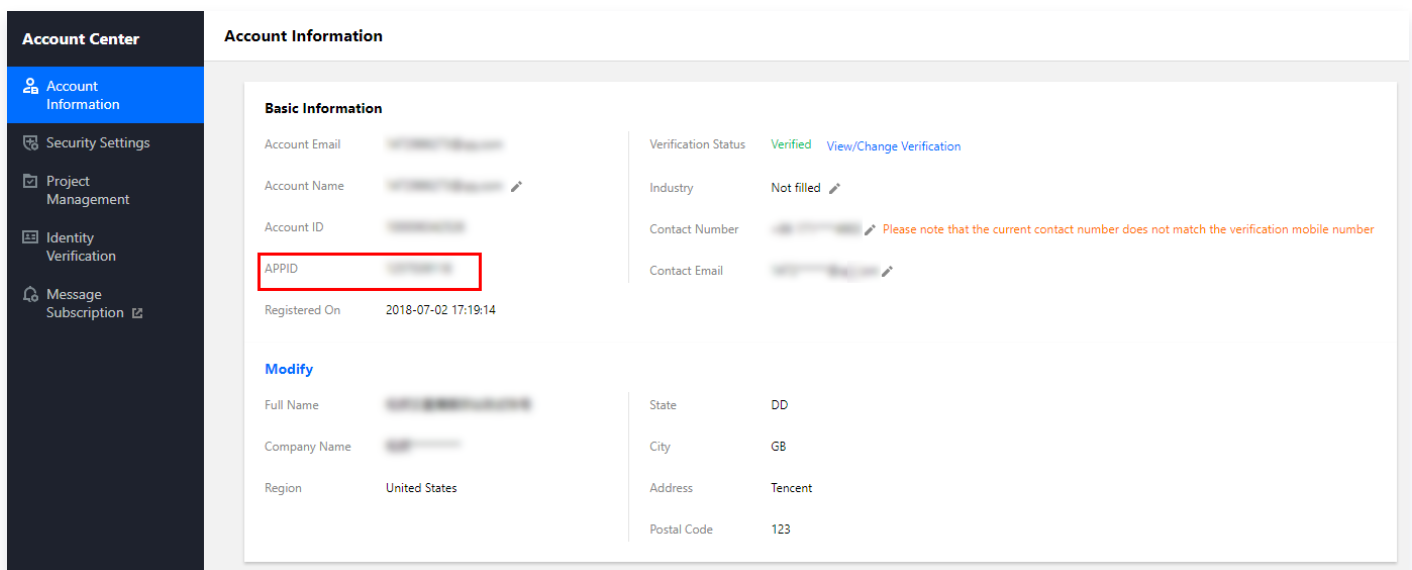 Account Center
Account Information
Account
Information
Security Settings
Project
Management
Identity
Verification
Message
Subscription
Basic Information
Account Email
Account Name
Account ID
APPID
Registered On 2018-07-02 17:19:14
Verification Status Verified View/Change Verification
Industry Not filled
Contact Number Please note that the current contact number does not match the verification mobile number
Contact Email
Modify
Full Name
Company Name
Region United States
State DD
City GB
Address Tencent
Postal Code 123